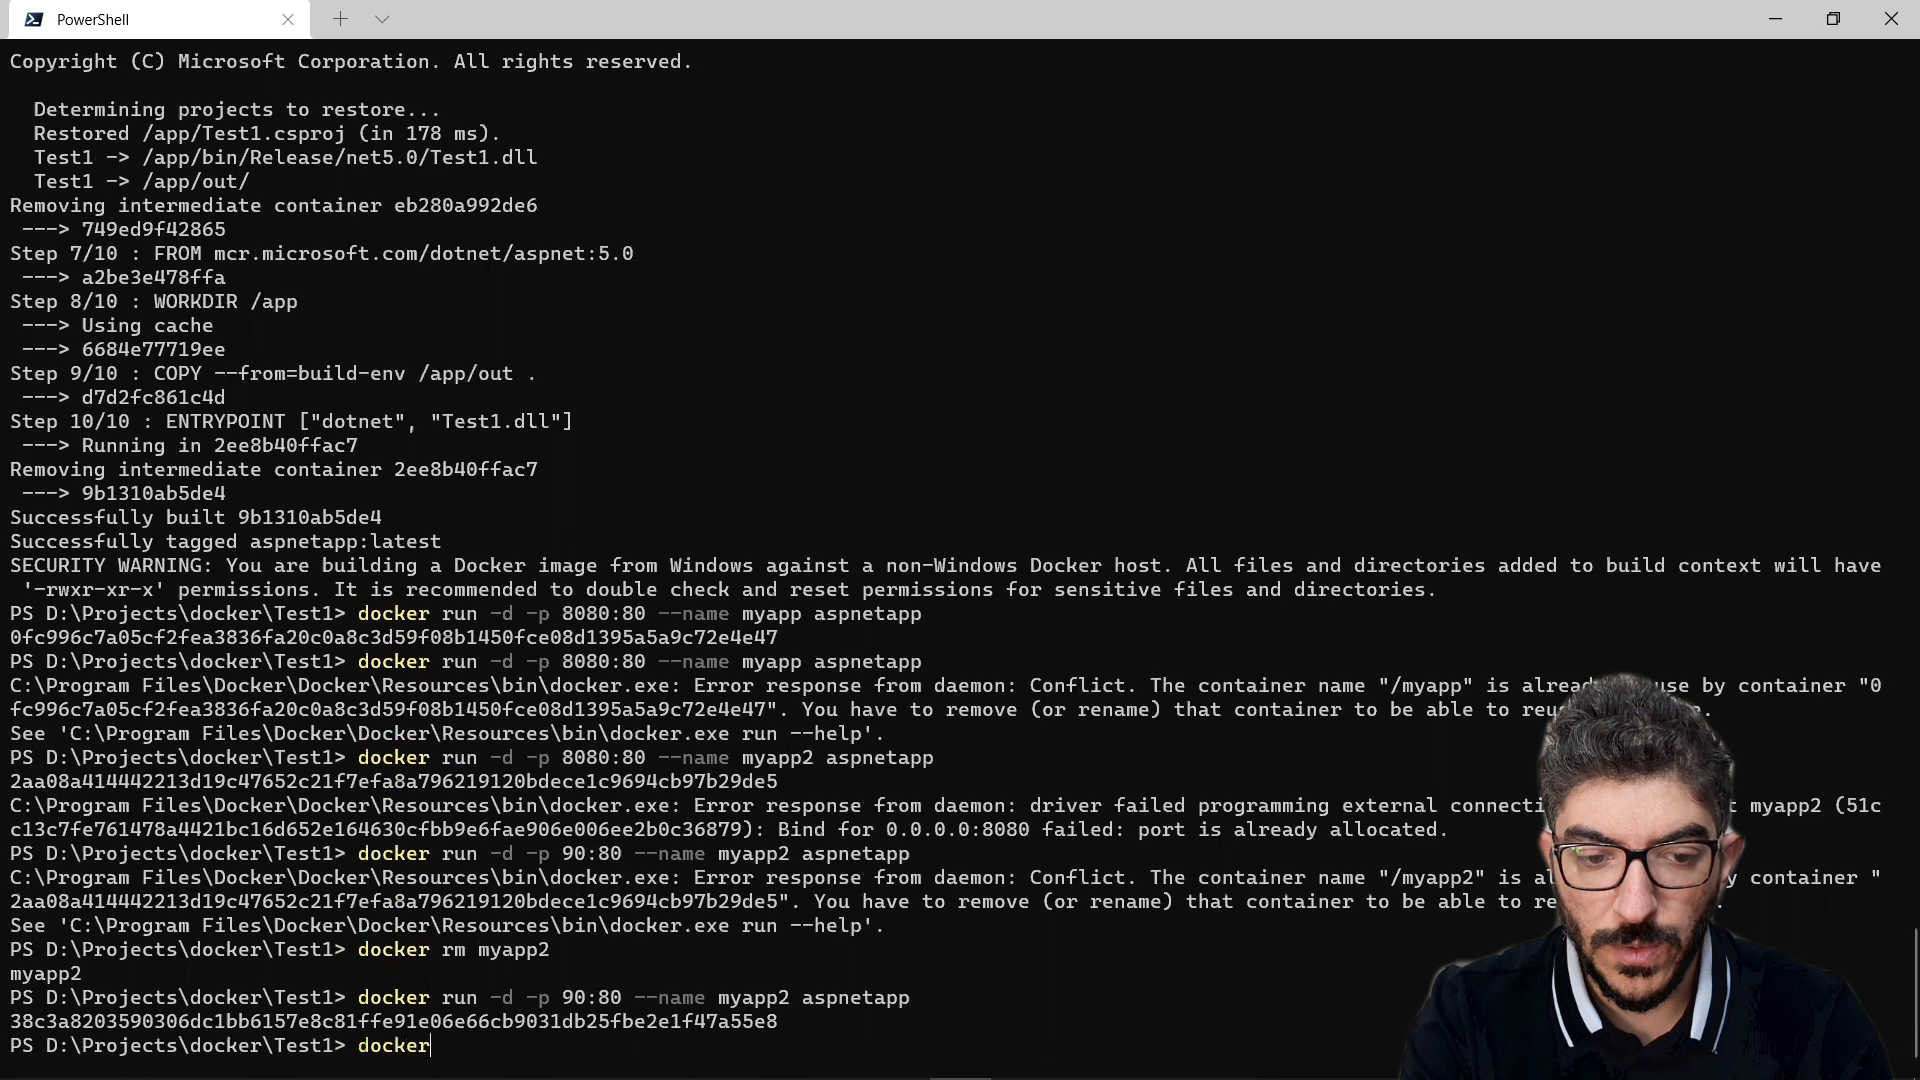 PowerShell
Copyright (C) Microsoft Corporation. All rights reserved.
Determining projects to restore...
Restored /app/Test1.csproj (in 178 ms).
Test1 -> /app/bin/Release/net5.0/Test1.dll
Test1 -> /app/out/
Removing intermediate container eb280a992de6
---> 749ed9f42865
Step 7/10 : FROM mcr.microsoft.com/dotnet/aspnet:5.0
---> a2be3e478ffa
Step 8/10 : WORKDIR /app
---> Using cache
---> 6684e77719ee
Step 9/10 : COPY --from=build-env /app/out .
---> d7d2fc861c4d
Step 10/10 : ENTRYPOINT ["dotnet", "Test1.dll"]
---> Running in 2ee8b40ffac7
Removing intermediate container 2ee8b40ffac7
---> 9b1310ab5de4
Successfully built 9b1310ab5de4
Successfully tagged aspnetapp:latest
SECURITY WARNING: You are building a Docker image from Windows against a non-Windows Docker host. All files and directories added to build context will have
'-rwxr-xr-x' permissions. It is recommended to double check and reset permissions for sensitive files and directories.
PS D:\Projects\docker\Test1> docker run -d -p 8080:80 --name myapp aspnetapp
0fc996c7a05cf2fea3836fa20c0a8c3d59f08b1450fce08d1395a5a9c72e4e47
PS D:\Projects\docker\Test1> docker run -d -p 8080:80 --name myapp aspnetapp
C:\Program Files\Docker\Docker\Resources\bin\docker.exe: Error response from daemon: Conflict. The container name "/myapp" is by container "0
fc996c7a05cf2fea3836fa20c0a8c3d59f08b1450fce08d1395a5a9c72e4e47". You have to remove (or rename) that container to be able to
See 'C:\Program Files\Docker\Docker\Resources\bin\docker.exe run --help'.
PS D:\Projects\docker\Test1> docker run -d -p 8080:80 --name myapp2 aspnetapp
2aa08a414442213d19c47652c21f7efa8a796219120bdece1c9694cb97b29de5
C:\Program Files\Docker\Docker\Resources\bin\docker.exe: Error response from daemon: driver failed programming external myapp2 (51c
c13c7fe761478a4421bc16d652e164630cfbb9e6fae906e006ee2b0c36879): Bind for 0.0.0.0:8080 failed: port is already allocated.
PS D:\Projects\docker\Test1> docker run -d -p 90:80 --name myapp2 aspnetapp
C:\Program Files\Docker\Docker\Resources\bin\docker.exe: Error response from daemon: Conflict. The container name "/myapp2" is container "
2aa08a414442213d19c47652c21f7efa8a796219120bdece1c9694cb97b29de5". You have to remove (or rename) that container to be able to
See 'C:\Program Files\Docker\Docker\Resources\bin\docker.exe run --help'.
PS D:\Projects\docker\Test1> docker rm myapp2
myapp2
PS D:\Projects\docker\Test1> docker run -d -p 90:80 --name myapp2 aspnetapp
38c3a8203590306dc1bb6157e8c81ffe91e06e66cb9031db25fbe2e1f47a55e8
PS D:\Projects\docker\Test1> docker